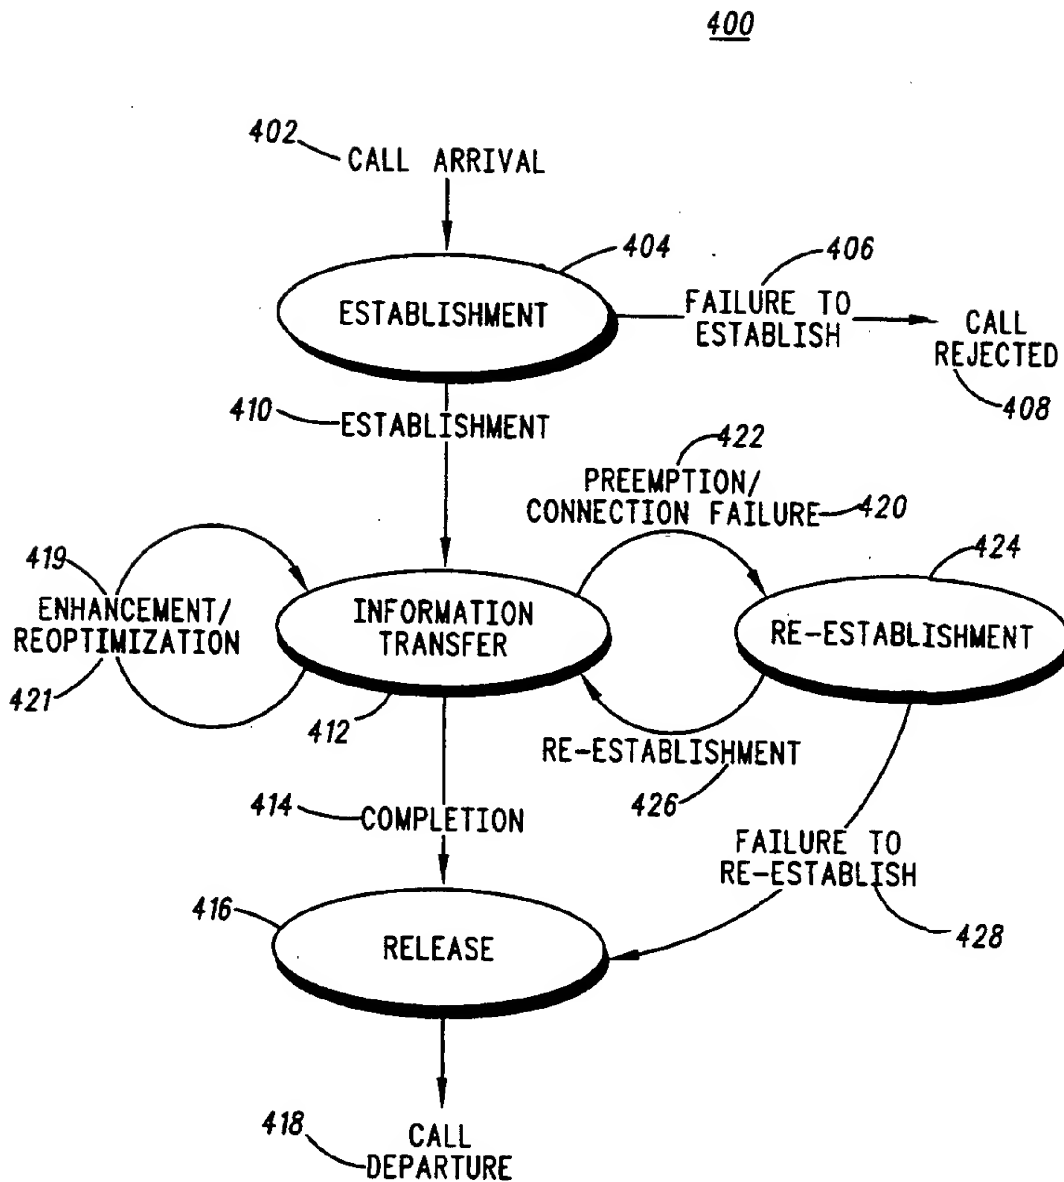 400
402
CALL ARRIVAL
404
406
ESTABLISHMENT
FAILURE TO
ESTABLISH
CALL
REJECTED
408
410
ESTABLISHMENT
422
PREEMPTION/
CONNECTION FAILURE
420
419
424
ENHANCEMENT/
REOPTIMIZATION
421
INFORMATION
TRANSFER
412
RE-ESTABLISHMENT
RE-ESTABLISHMENT
426
414
COMPLETION
FAILURE TO
RE-ESTABLISH
428
416
RELEASE
418
CALL
DEPARTURE